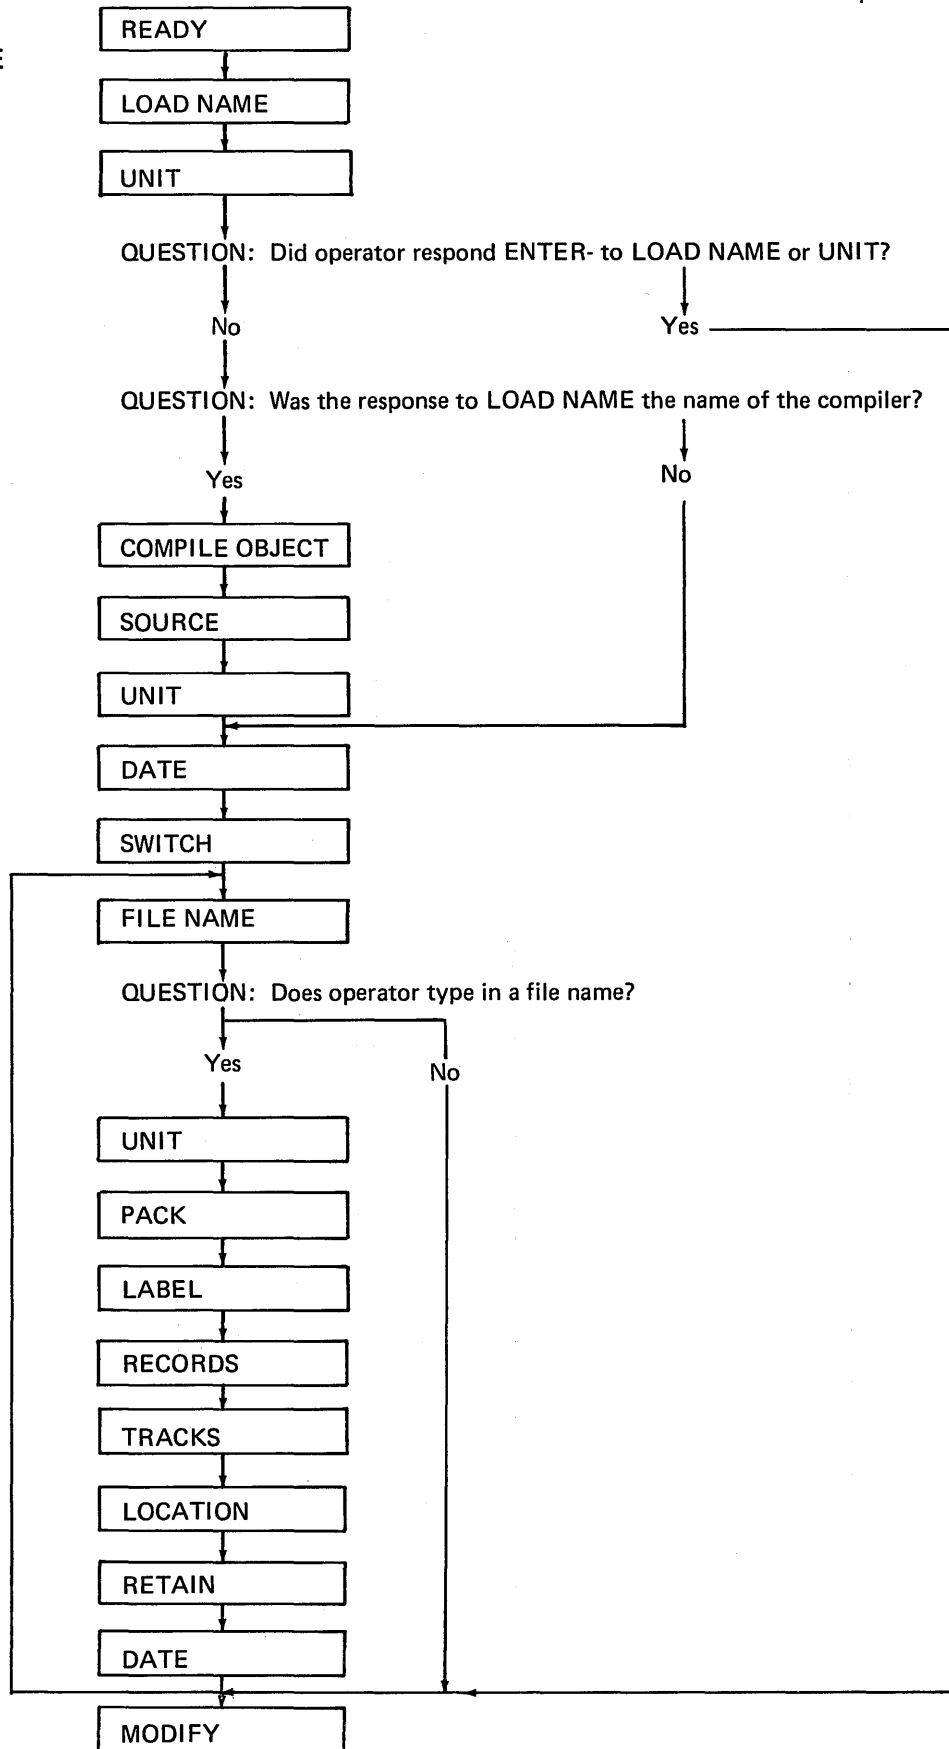 READY
LOAD NAME
UNIT
QUESTION: Did operator respond ENTER- to LOAD NAME or UNIT?
No
Yes
QUESTION: Was the response to LOAD NAME the name of the compiler?
Yes
No
COMPILE OBJECT
SOURCE
UNIT
DATE
SWITCH
FILE NAME
QUESTION: Does operator type in a file name?
Yes
No
UNIT
PACK
LABEL
RECORDS
TRACKS
LOCATION
RETAIN
DATE
MODIFY